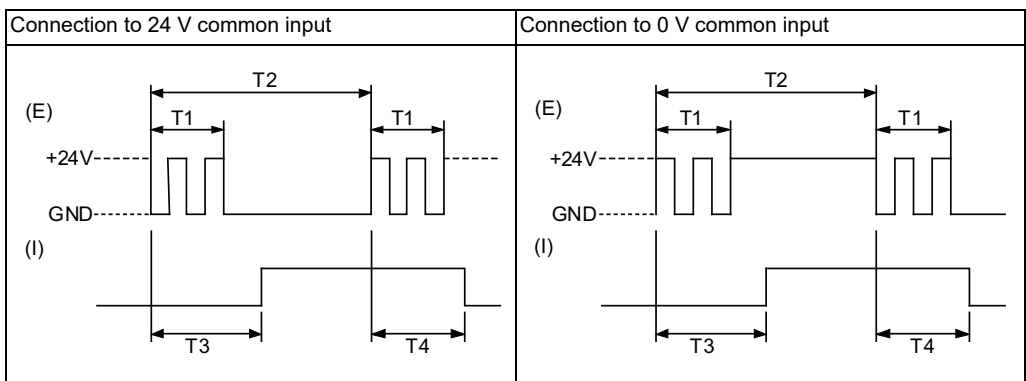 Connection to 24 V common input
Connection to 0 V common input
T2
(E)
T1
T1
+24V
GND
(I)
T3
T4
T2
(E)
T1
T1
+24V
GND
(I)
T3
T4